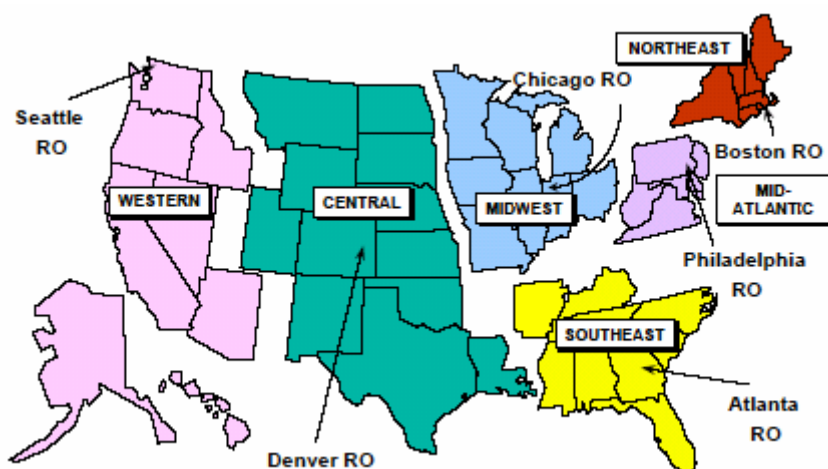 NORTHEAST
Chicago RO
Seattle
RO
Boston RO
WESTERN
CENTRAL
MIDWEST
MID-
ATLANTIC
Philadelphia
RO
SOUTHEAST
Atlanta
RO
Denver RO